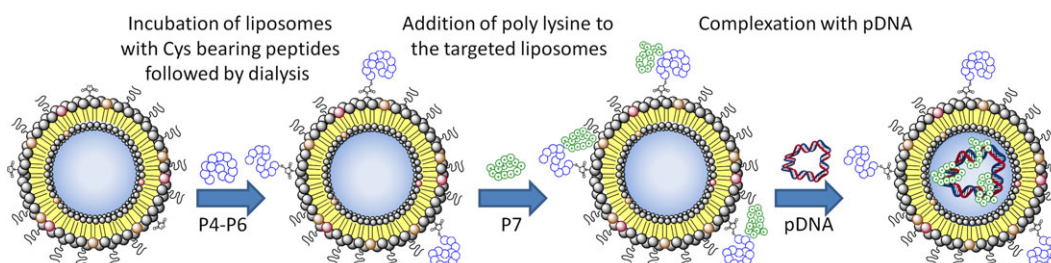 Incubation of liposomes
with Cys bearing peptides
followed by dialysis
Addition of poly lysine to
the targeted liposomes
Complexation with pDNA
P4-P6
P7
pDNA